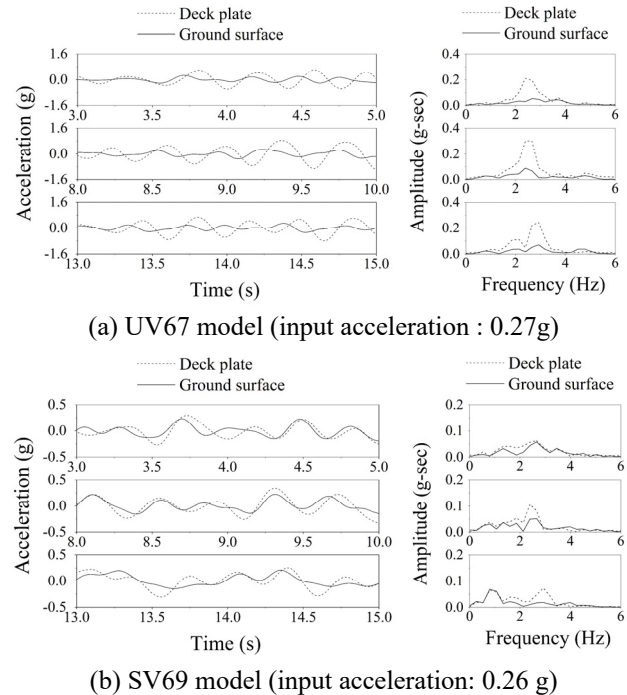 Deck plate
Ground surface
Deck plate
Ground surface
1.6
0.0
-1.6
3.0 3.5 4.0 4.5 5.0
1.6
0.0
-1.6
8.0 8.5 9.0 9.5 10.0
1.6
0.0
-1.6
13.0 13.5 14.0 14.5 15.0
Acceleration (g)
Time (s)
0.4
0.2
0.0
0 2 4 6
0.4
0.2
0.0
0 2 4 6
0.4
0.2
0.0
0 2 4 6
Amplitude (g-sec)
Frequency (Hz)
(a) UV67 model (input acceleration : 0.27g)
Deck plate
Ground surface
Deck plate
Ground surface
0.5
0.0
-0.5
3.0 3.5 4.0 4.5 5.0
0.5
0.0
-0.5
8.0 8.5 9.0 9.5 10.0
0.5
0.0
-0.5
13.0 13.5 14.0 14.5 15.0
Acceleration (g)
Time (s)
0.2
0.1
0.0
0 2 4 6
0.2
0.1
0.0
0 2 4 6
0.2
0.1
0.0
0 2 4 6
Amplitude (g-sec)
Frequency (Hz)
(b) SV69 model (input acceleration: 0.26 g)